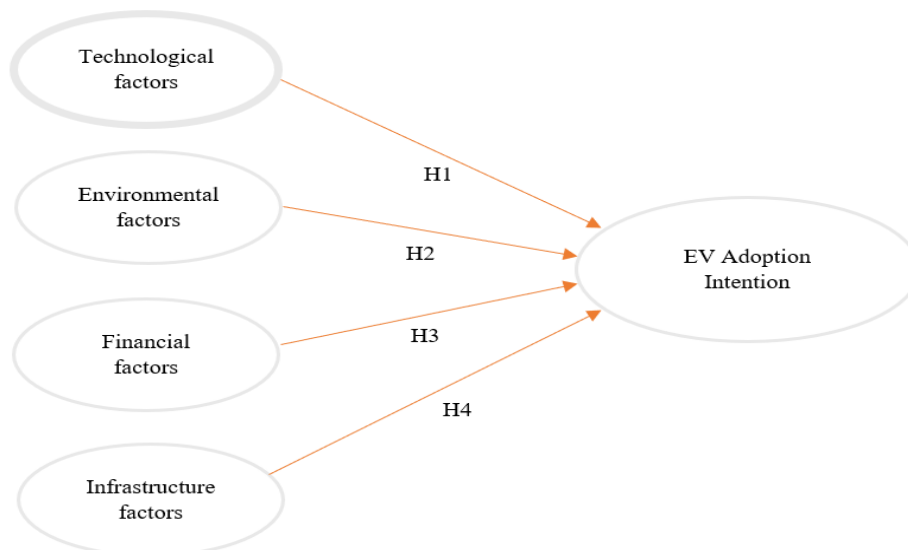 Technological
factors
H1
Environmental
factors
H2
EV Adoption
Intention
Financial
factors
H3
H4
Infrastructure
factors